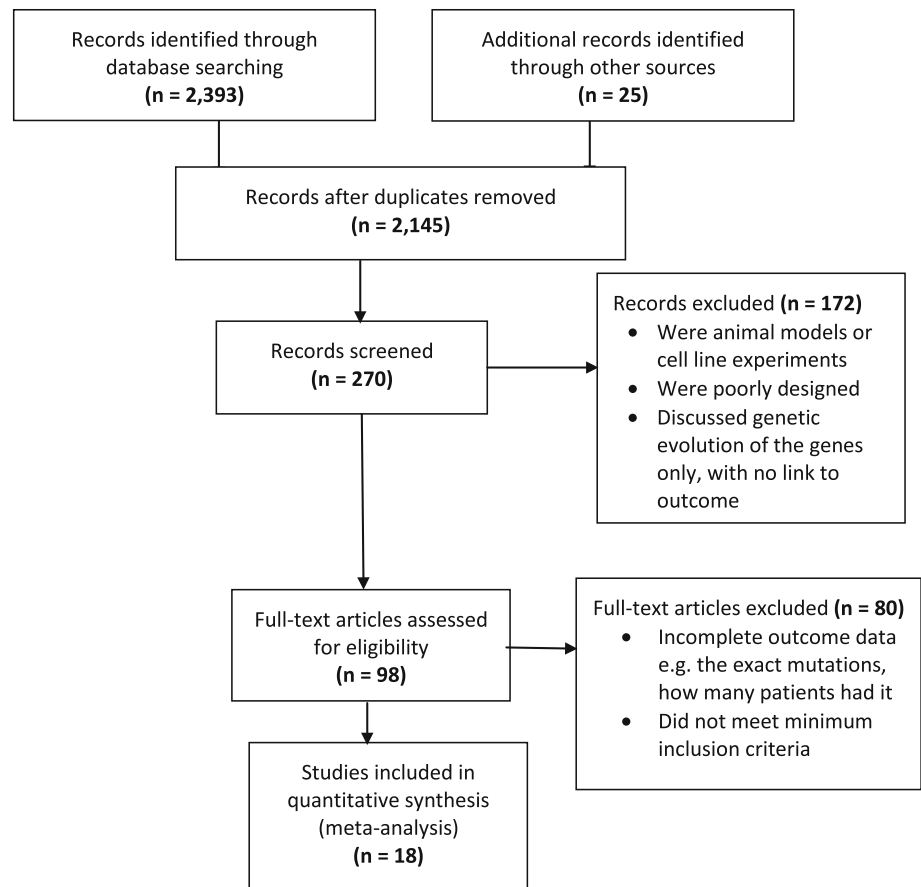 Records identified through
database searching
(n = 2,393)
Additional records identified
through other sources
(n = 25)
Records after duplicates removed
(n = 2,145)
Records screened
(n = 270)
Records excluded (n = 172)
• Were animal models or
cell line experiments
• Were poorly designed
• Discussed genetic
evolution of the genes
only, with no link to
outcome
Full-text articles assessed
for eligibility
(n = 98)
Full-text articles excluded (n = 80)
• Incomplete outcome data
e.g. the exact mutations,
how many patients had it
• Did not meet minimum
inclusion criteria
Studies included in
quantitative synthesis
(meta-analysis)
(n = 18)